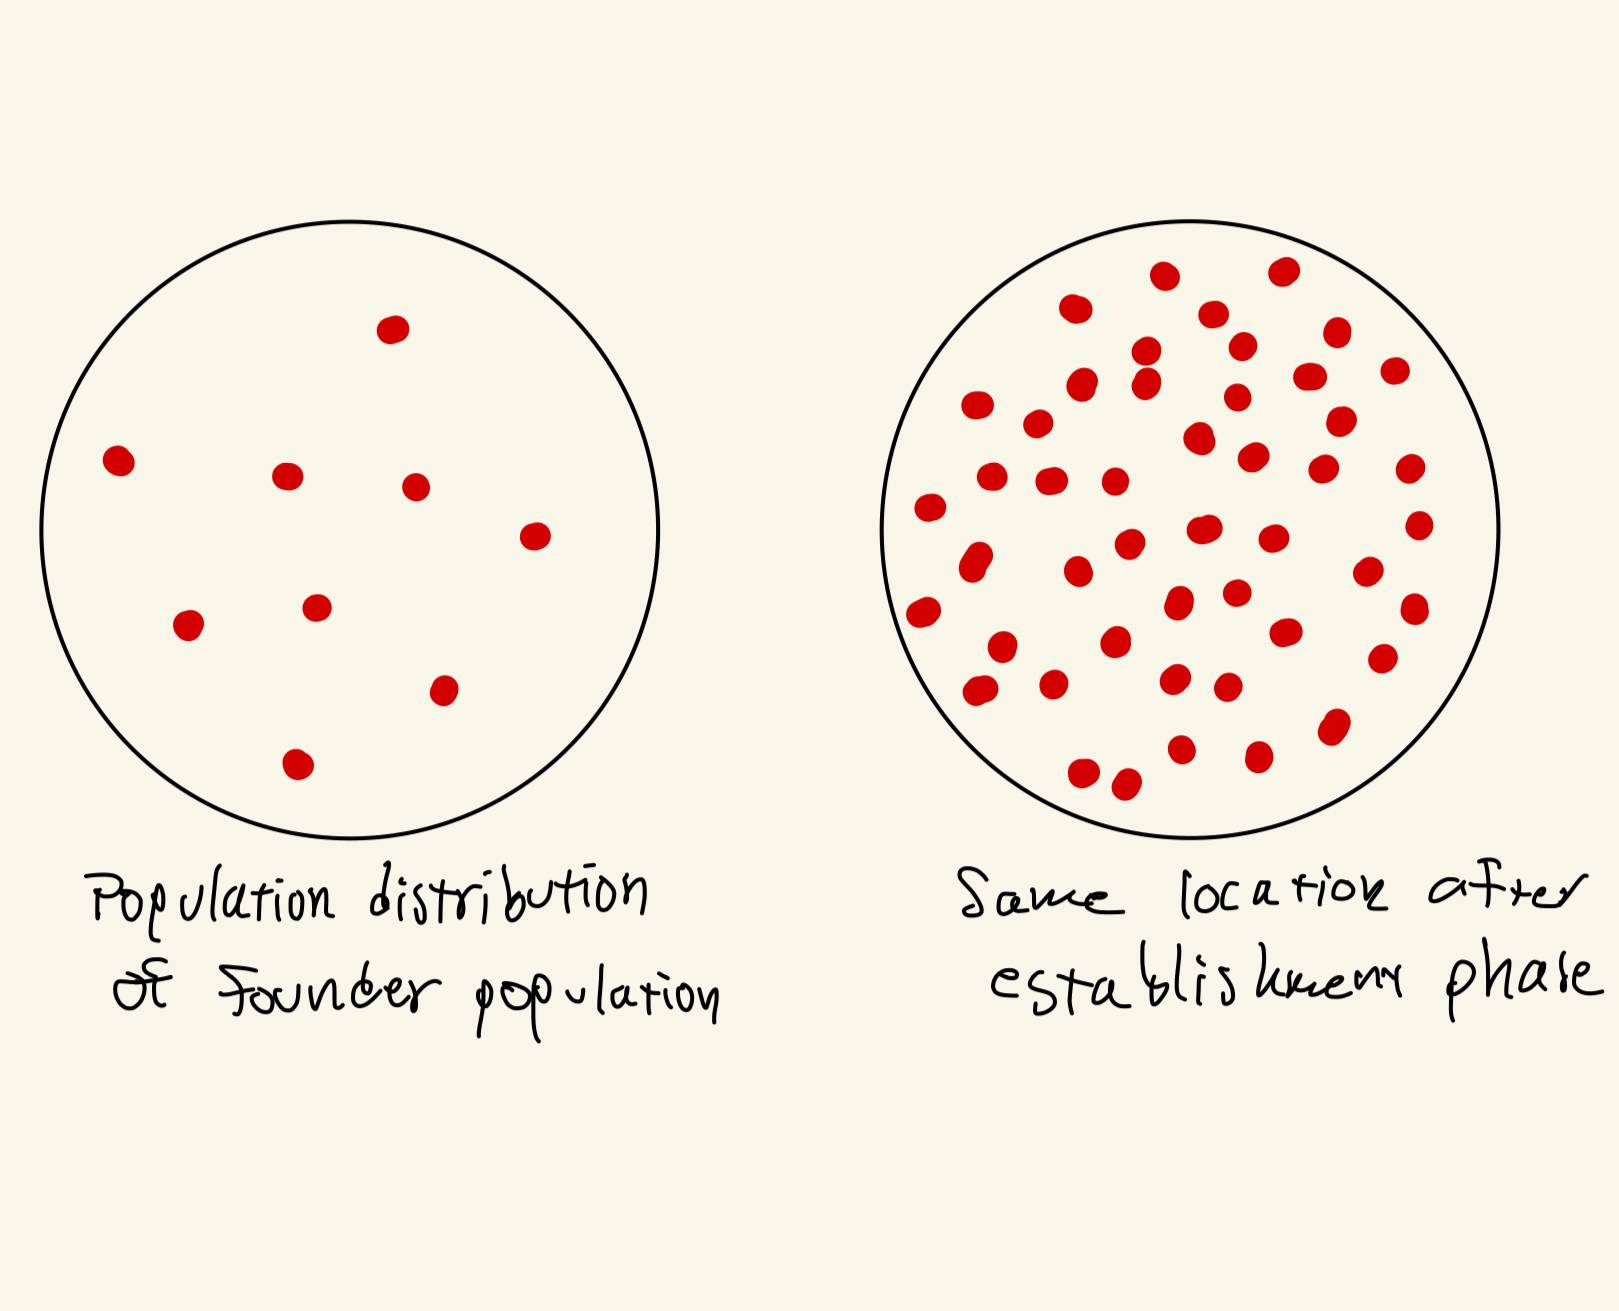 Population distribution
of founder population
Same location after
establishment phase